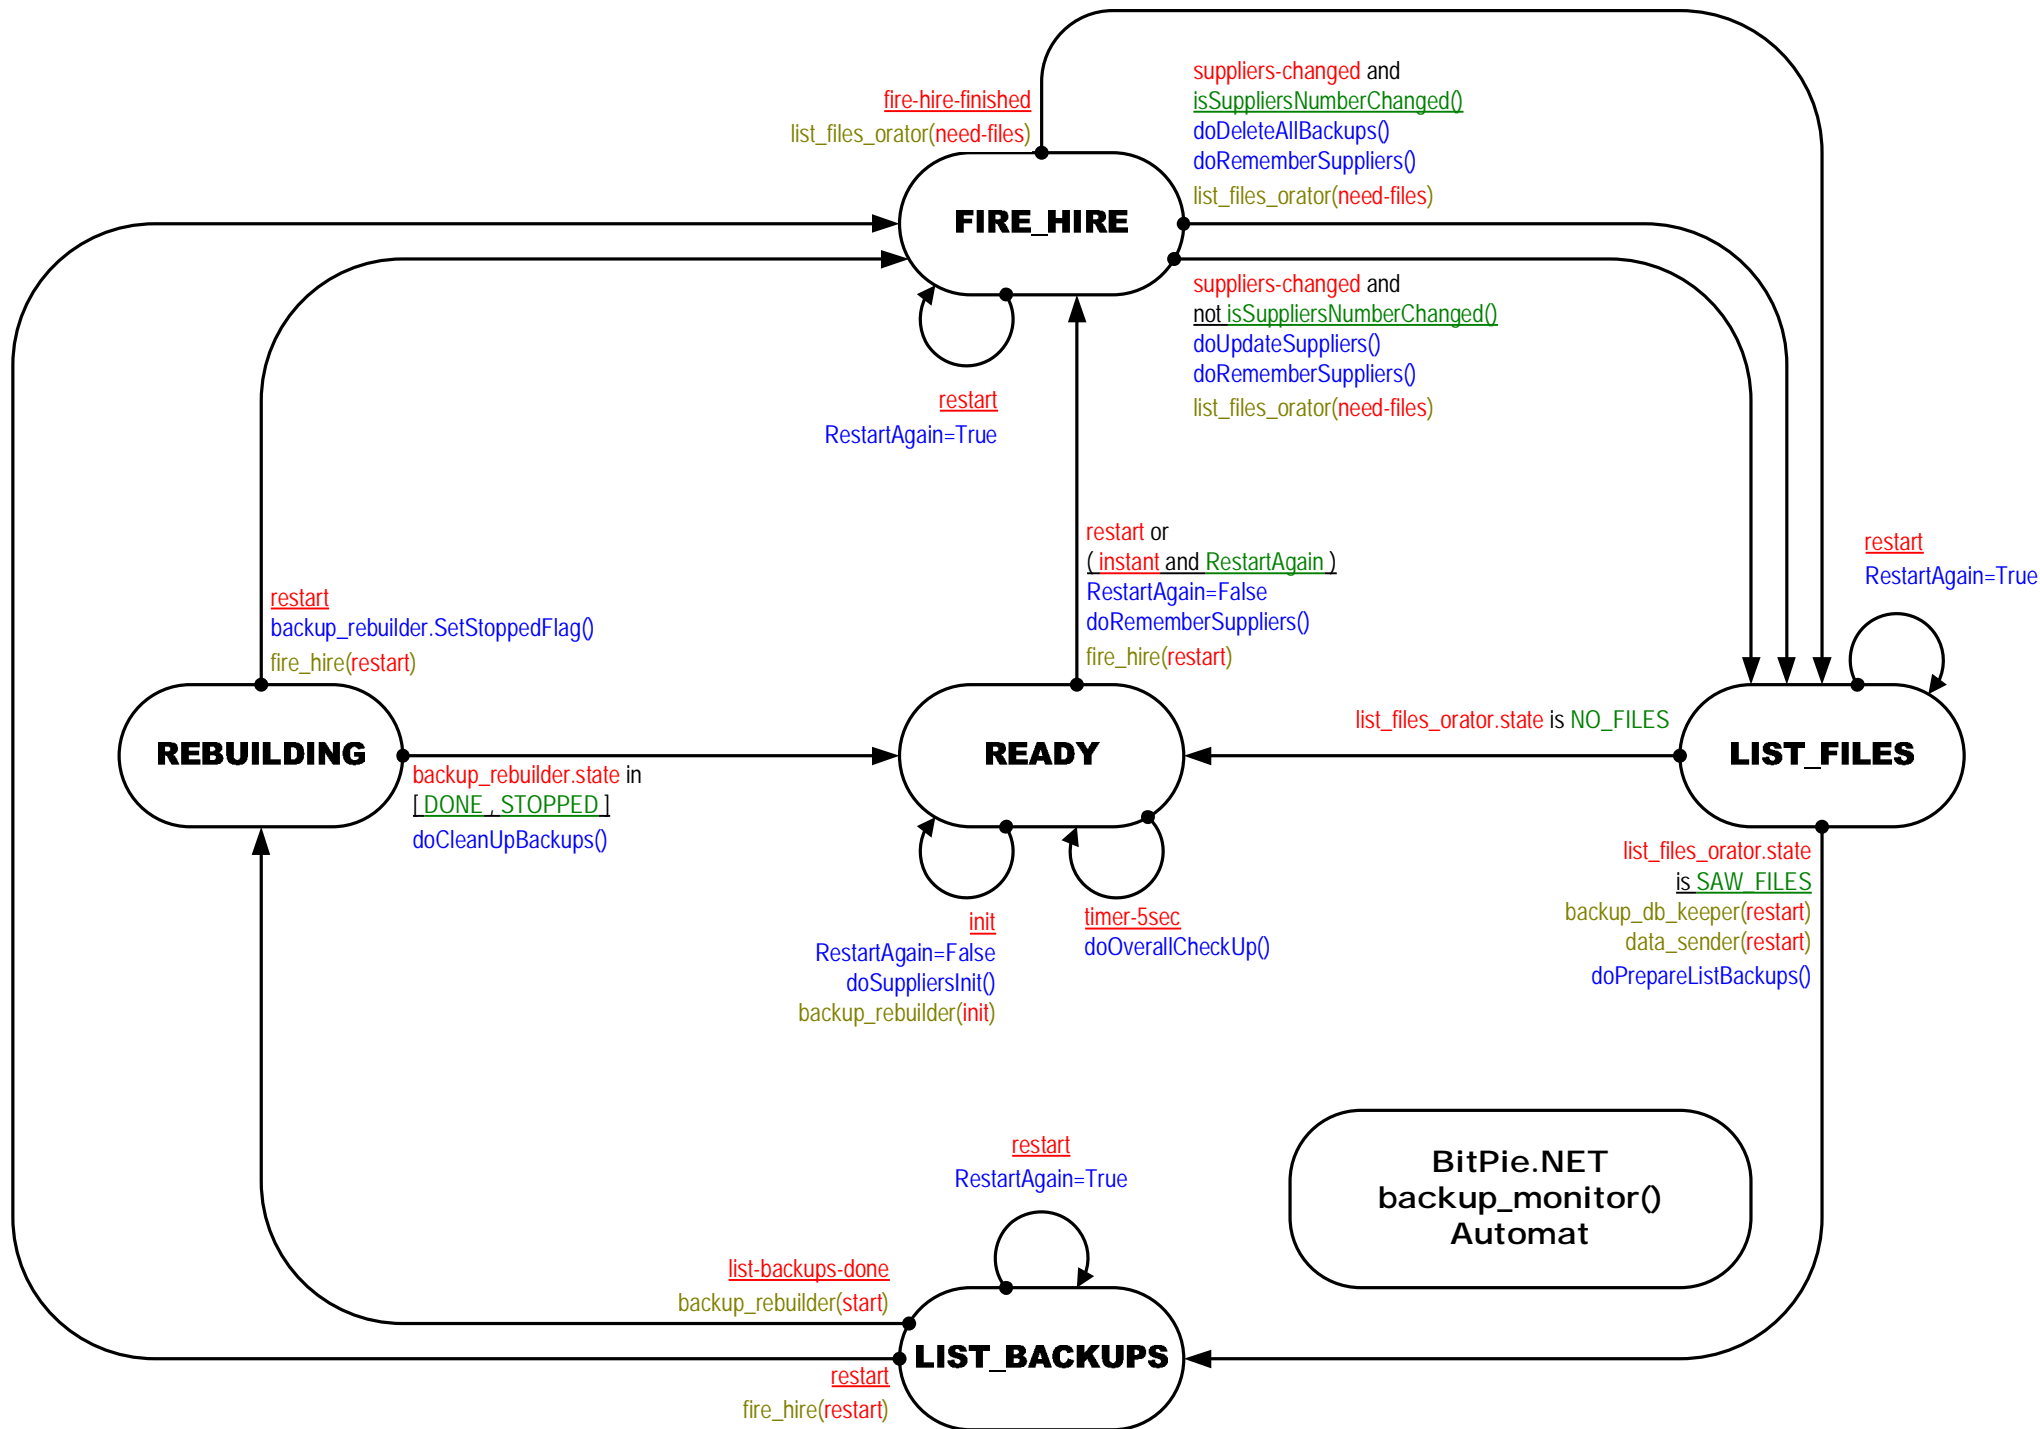 fire-hire-finished
list_files_orator(need-files)
suppliers-changed and
isSuppliersNumberChanged()
doDeleteAllBackups()
doRememberSuppliers()
list_files_orator(need-files)
FIRE_HIRE
suppliers-changed and
not isSuppliersNumberChanged()
doUpdateSuppliers()
doRememberSuppliers()
list_files_orator(need-files)
restart
RestartAgain=True
restart or
( instant and RestartAgain )
RestartAgain=False
doRememberSuppliers()
fire_hire(restart)
restart
RestartAgain=True
restart
backup_rebuilder.SetStoppedFlag()
fire_hire(restart)
REBUILDING
READY
list_files_orator.state is NO_FILES
LIST_FILES
backup_rebuilder.state in
[ DONE , STOPPED ]
doCleanUpBackups()
init
RestartAgain=False
doSuppliersInit()
backup_rebuilder(init)
timer-5sec
doOverallCheckUp()
list_files_orator.state
is SAW_FILES
backup_db_keeper(restart)
data_sender(restart)
doPrepareListBackups()
restart
RestartAgain=True
BitPie.NET
backup_monitor()
Automat
list-backups-done
backup_rebuilder(start)
LIST_BACKUPS
restart
fire_hire(restart)